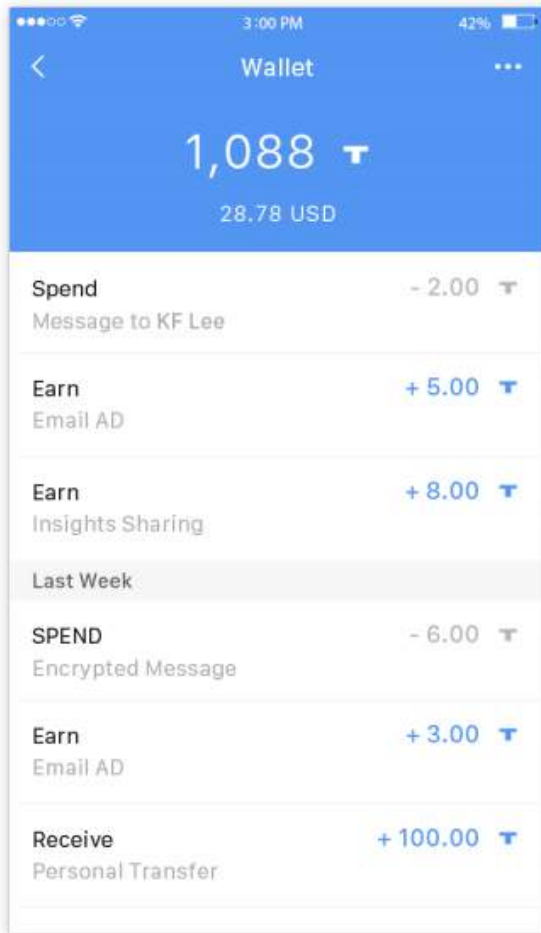 3:00 PM 42%
Wallet
1,088 T
28.78 USD
Spend - 2.00 T
Message to KF Lee
Earn + 5.00 T
Email AD
Earn + 8.00 T
Insights Sharing
Last Week
SPEND - 6.00 T
Encrypted Message
Earn + 3.00 T
Email AD
Receive + 100.00 T
Personal Transfer